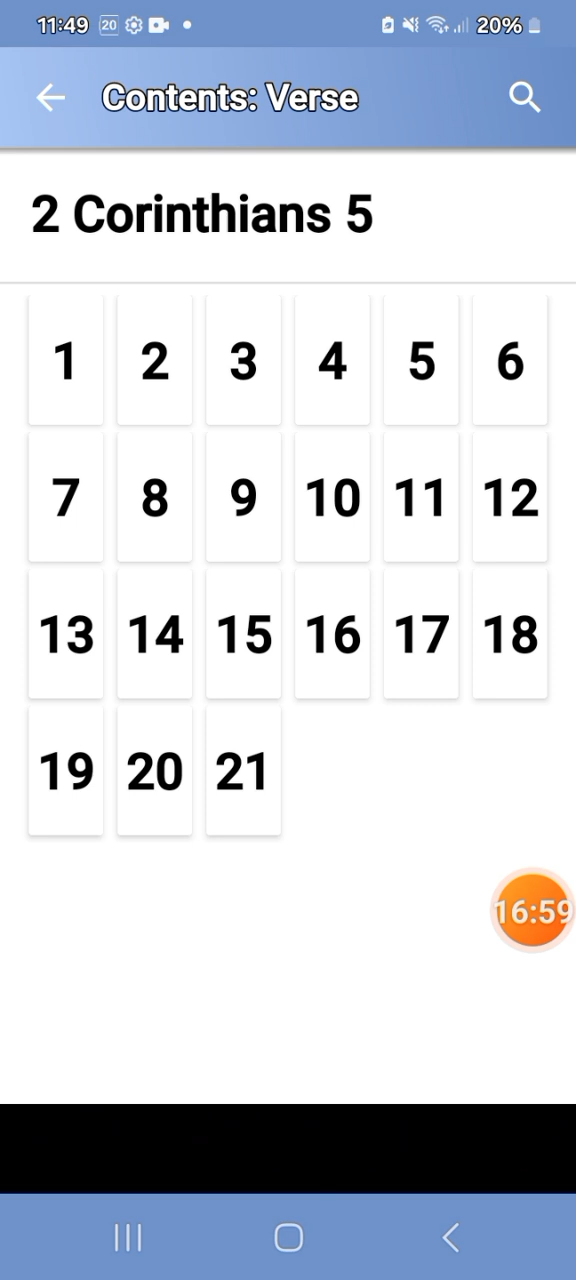 11:49 20 20%
Contents: Verse
2 Corinthians 5
1 2 3 4 5 6
7 8 9 10 11 12
13 14 15 16 17 18
19 20 21
16:59